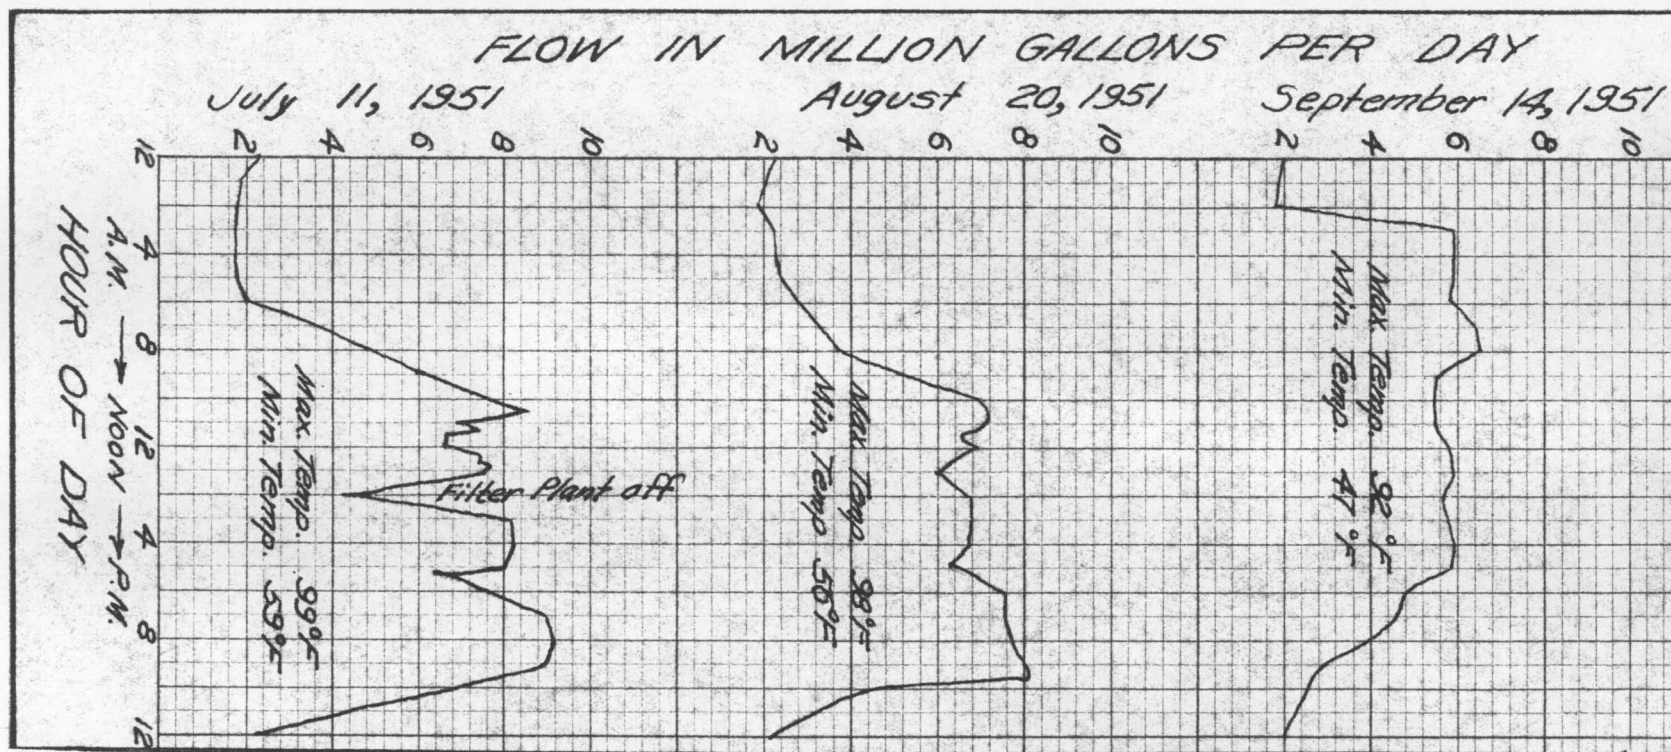 FLOW IN MILLION GALLONS PER DAY
July 11, 1951 August 20, 1951 September 14, 1951
2 4 6 8 10 2 4 6 8 10 2 4 6 8 10
12
4
8
12
4
8
12
A.M. → NOON → P.M.
HOUR OF DAY
Max. Temp. 99°F
Min. Temp. 59°F
Filter Plant off
Max. Temp. 98°F
Min. Temp
Max. Temp. 92°F
Min. Temp. 47°F